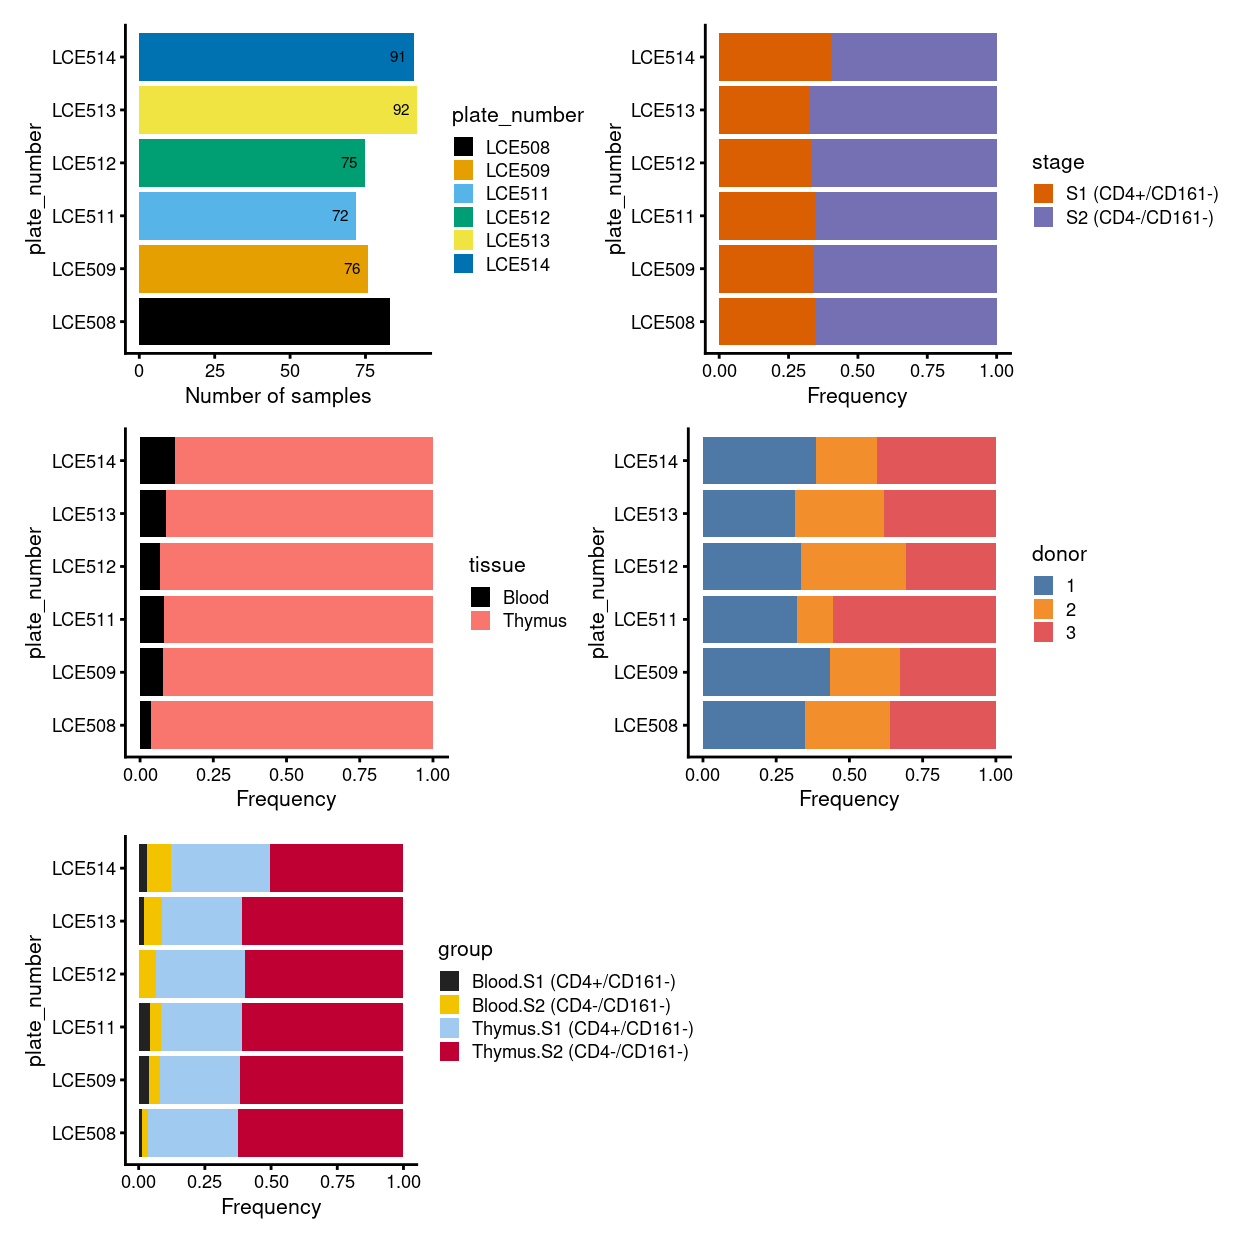 LCE514
LCE513
LCE512
LCE511
LCE509
LCE508
91
92
75
72
76
plate_number
0 25 50 75
Number of samples
plate_number
LCE508
LCE509
LCE511
LCE512
LCE513
LCE514
LCE514
LCE513
LCE512
LCE511
LCE509
LCE508
plate_number
0.00 0.25 0.50 0.75 1.00
Frequency
stage
S1 (CD4+/CD161-)
S2 (CD4-/CD161-)
LCE514
LCE513
LCE512
LCE511
LCE509
LCE508
plate_number
0.00 0.25 0.50 0.75 1.00
Frequency
tissue
Blood
Thymus
LCE514
LCE513
LCE512
LCE511
LCE509
LCE508
plate_number
0.00 0.25 0.50 0.75 1.00
Frequency
donor
1
2
3
LCE514
LCE513
LCE512
LCE511
LCE509
LCE508
plate_number
0.00 0.25 0.50 0.75 1.00
Frequency
group
Blood.S1 (CD4+/CD161-)
Blood.S2 (CD4-/CD161-)
Thymus.S1 (CD4+/CD161-)
Thymus.S2 (CD4-/CD161-)